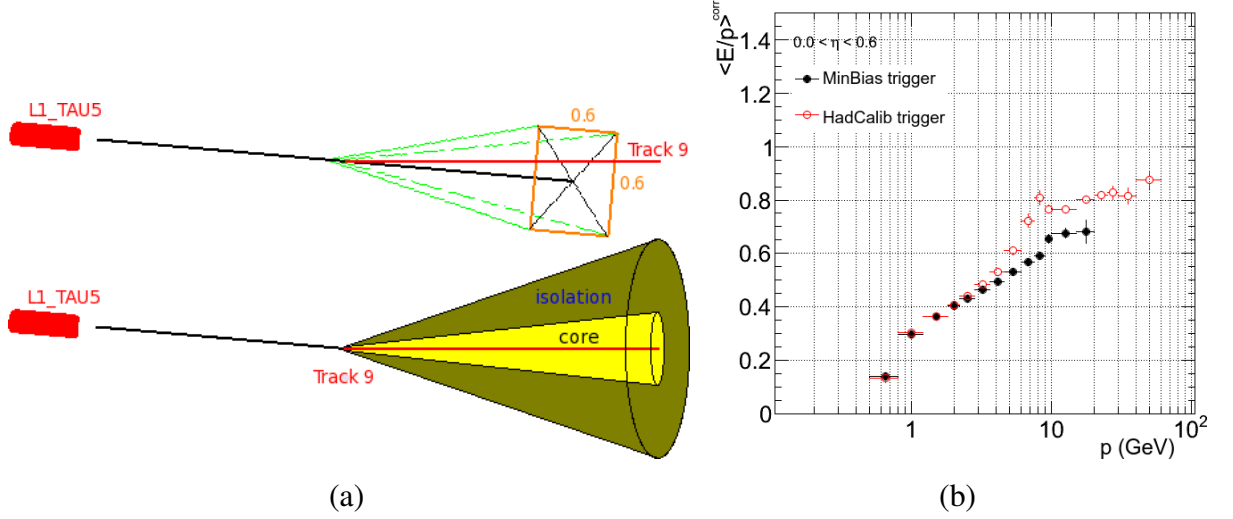 L1_TAU5
0.6
Track 9
0.6
L1_TAU5
isolation
core
Track 9
(a)
<E/p>corr
0.0 < η < 0.6
MinBias trigger
HadCalib trigger
1.4
1.2
1
0.8
0.6
0.4
0.2
0
1
10
10²
p (GeV)
(b)